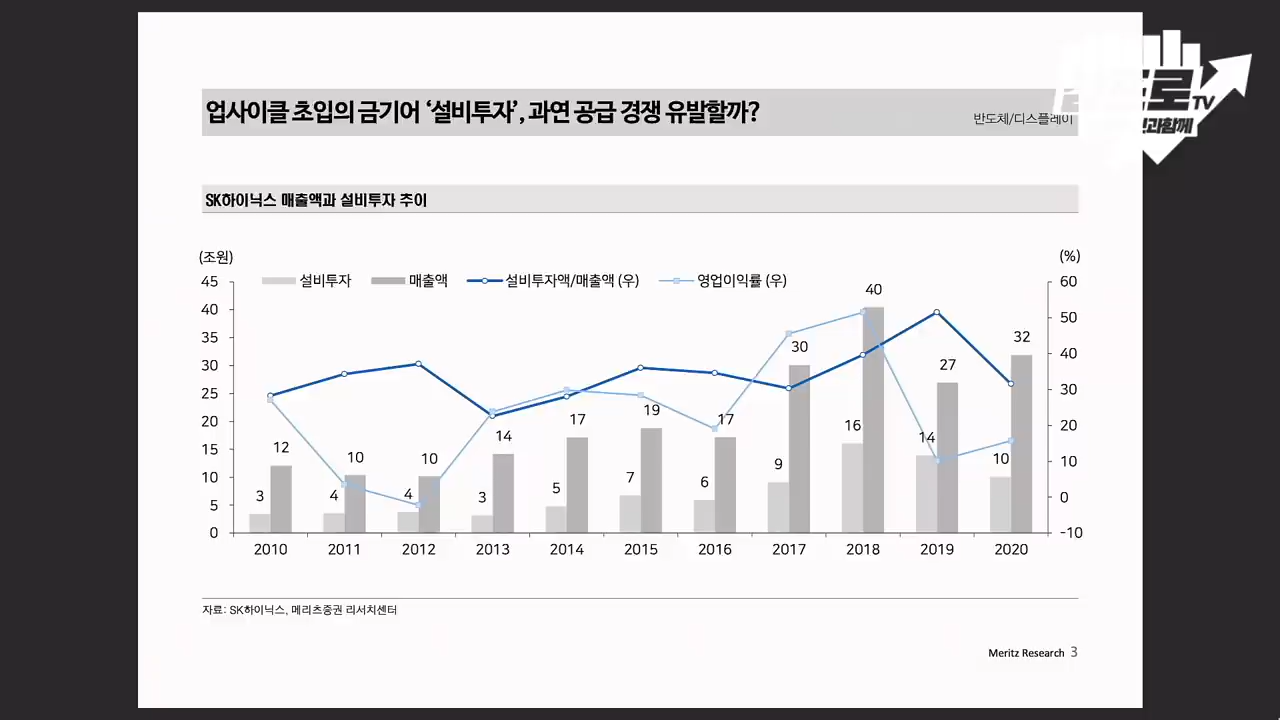 업사이클 초입의 금기어 ‘설비투자’, 과연 공급 경쟁 유발할까?
반도체/디스플레이
TV
SK하이닉스 매출액과 설비투자 추이
(조원) (%)
설비투자 매출액 설비투자액/매출액 (우) 영업이익률 (우)
45 60
40 50
35 40
30 30
25 20
20 10
15 0
10 -10
5
0
3 12 4 10 4 10 3 14 5 17 7 19 6 17 9 30 16 40 14 27 10 32
2010 2011 2012 2013 2014 2015 2016 2017 2018 2019 2020
자료: SK하이닉스, 메리츠증권 리서치센터
Meritz Research 3